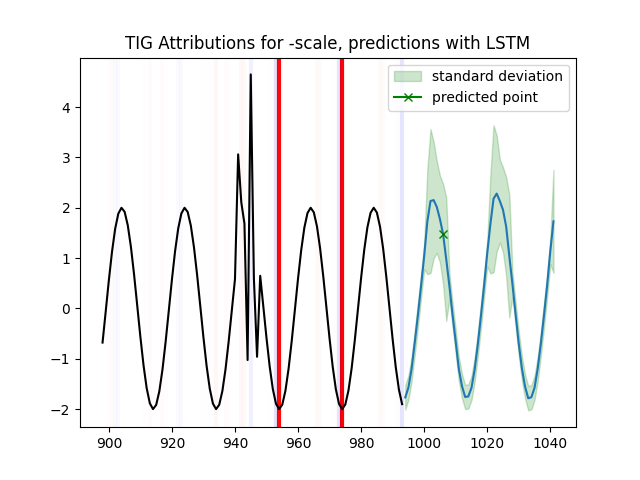 TIG Attributions for -scale, predictions with LSTM
standard deviation
predicted point
4
3
2
1
0
−1
−2
900 920 940 960 980 1000 1020 1040